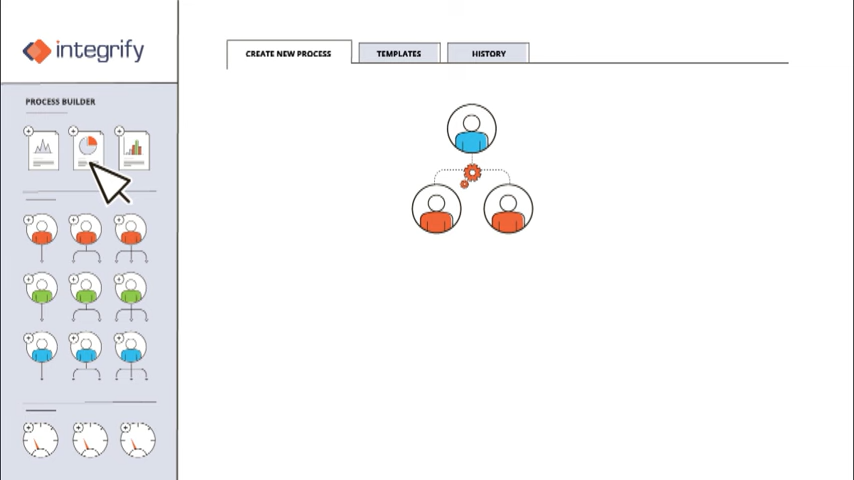 integrify
CREATE NEW PROCESS
TEMPLATES
HISTORY
PROCESS BUILDER